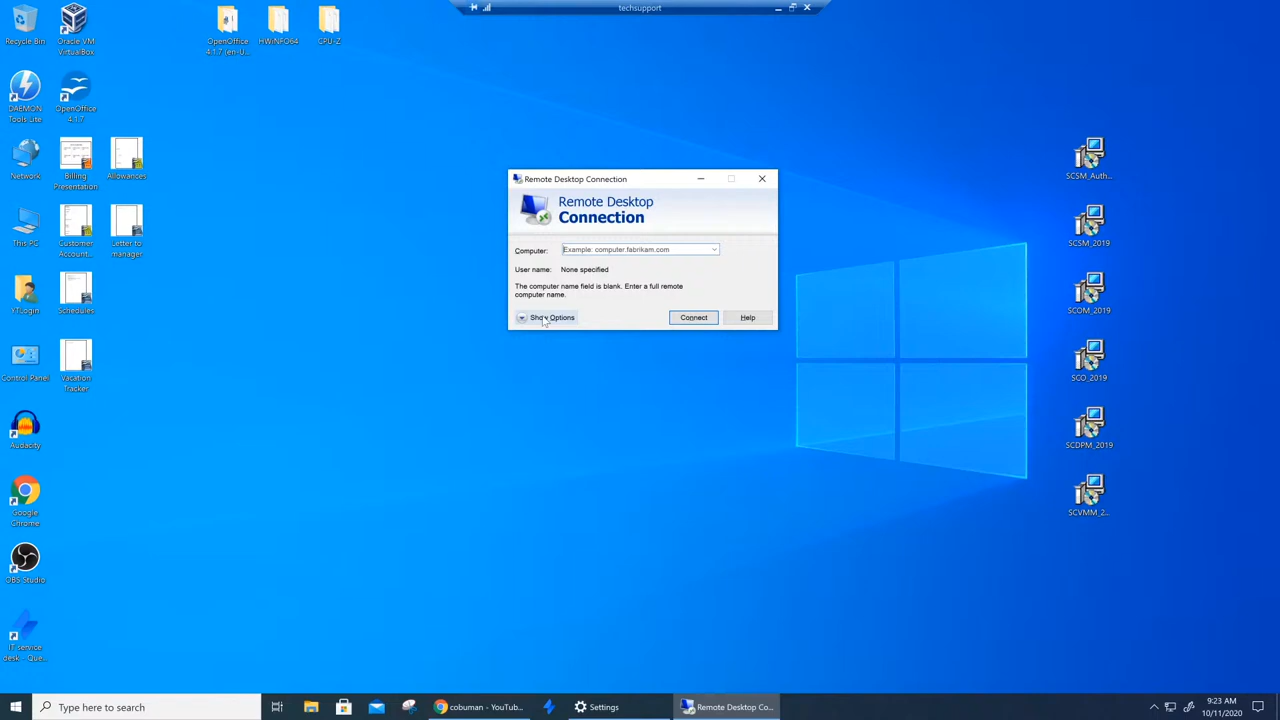 techsupport
Recycle Bin
Oracle VM
VirtualBox
OpenOffice
4.1.7 (en-U...
HWiNFO64
CPU-Z
DAEMON
Tools Lite
OpenOffice
4.1.7
Network
Billing
Presentation
Allowances
This PC
Customer
Account...
Letter to
manager
YTLogin
Schedules
Control Panel
Vacation
Tracker
Audacity
Google
Chrome
OBS Studio
IT service
desk - Que...
Remote Desktop Connection
Remote Desktop
Connection
Computer:
Example: computer.fabrikam.com
User name:
None specified
The computer name field is blank. Enter a full remote
computer name.
Show Options
Connect
Help
SCSM_Auth...
SCSM_2019
SCOM_2019
SCO_2019
SCDPM_2019
SCVMM_2...
Type here to search
cobuman - YouTub...
Settings
Remote Desktop Co...
9:23 AM
10/11/2020